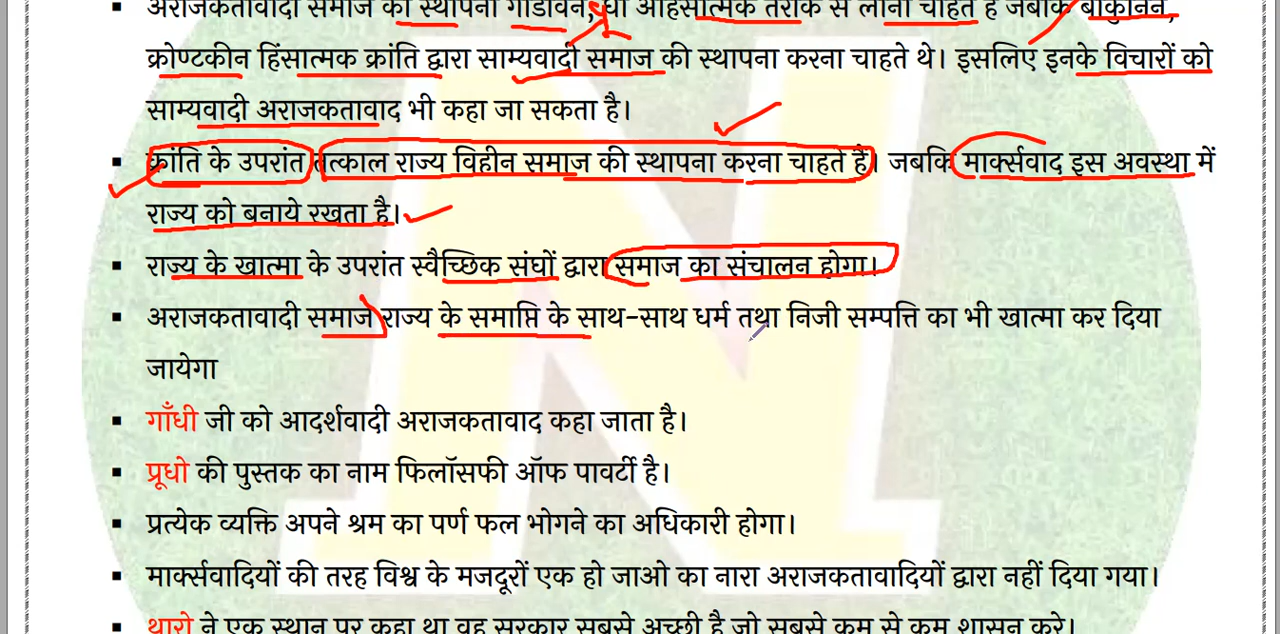 अराजकतावादी समाज की स्थापना गॉडविन, प्रूधो अहिंसात्मक तरीके से लाना चाहते है जबकि बाकुनिन,
क्रोण्टकीन हिंसात्मक क्रांति द्वारा साम्यवादी समाज की स्थापना करना चाहते थे। इसलिए इनके विचारों को
साम्यवादी अराजकतावाद भी कहा जा सकता है।
▪ क्रांति के उपरांत तत्काल राज्य विहीन समाज की स्थापना करना चाहते है। जबकि मार्क्सवाद इस अवस्था में
राज्य को बनाये रखता है।
▪ राज्य के खात्मा के उपरांत स्वैच्छिक संघों द्वारा समाज का संचालन होगा।
▪ अराजकतावादी समाज राज्य के समाप्ति के साथ-साथ धर्म तथा निजी सम्पत्ति का भी खात्मा कर दिया
जायेगा
▪ गाँधी जी को आदर्शवादी अराजकतावाद कहा जाता है।
▪ प्रूधो की पुस्तक का नाम फिलॉसफी ऑफ पावर्टी है।
▪ प्रत्येक व्यक्ति अपने श्रम का पर्ण फल भोगने का अधिकारी होगा।
▪ मार्क्सवादियों की तरह विश्व के मजदूरों एक हो जाओ का नारा अराजकतावादियों द्वारा नहीं दिया गया।
▪ थारो ने एक स्थान पर कहा था वह सरकार सबसे अच्छी है जो सबसे कम से कम शासन करे।